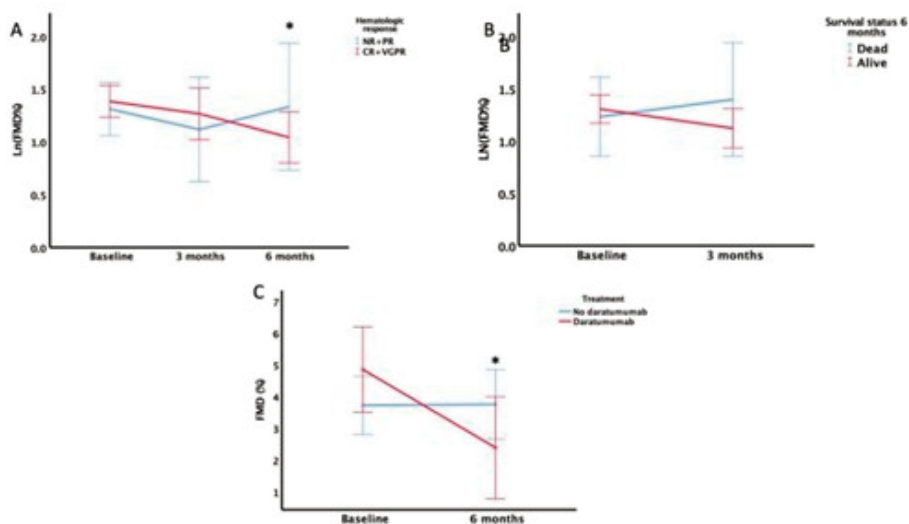 A
Hematologic
response
NR+PR
CR+VGPR
*
Ln(FMD%)
2.0
1.5
1.0
0.5
0.0
Baseline 3 months 6 months
B
B
Survival status 6
months
Dead
Alive
LN(FMD%)
2.0
1.5
1.0
0.5
0.0
Baseline 3 months
C
Treatment
No daratumumab
Daratumumab
*
FMD (%)
7
6
5
4
3
2
1
Baseline 6 months